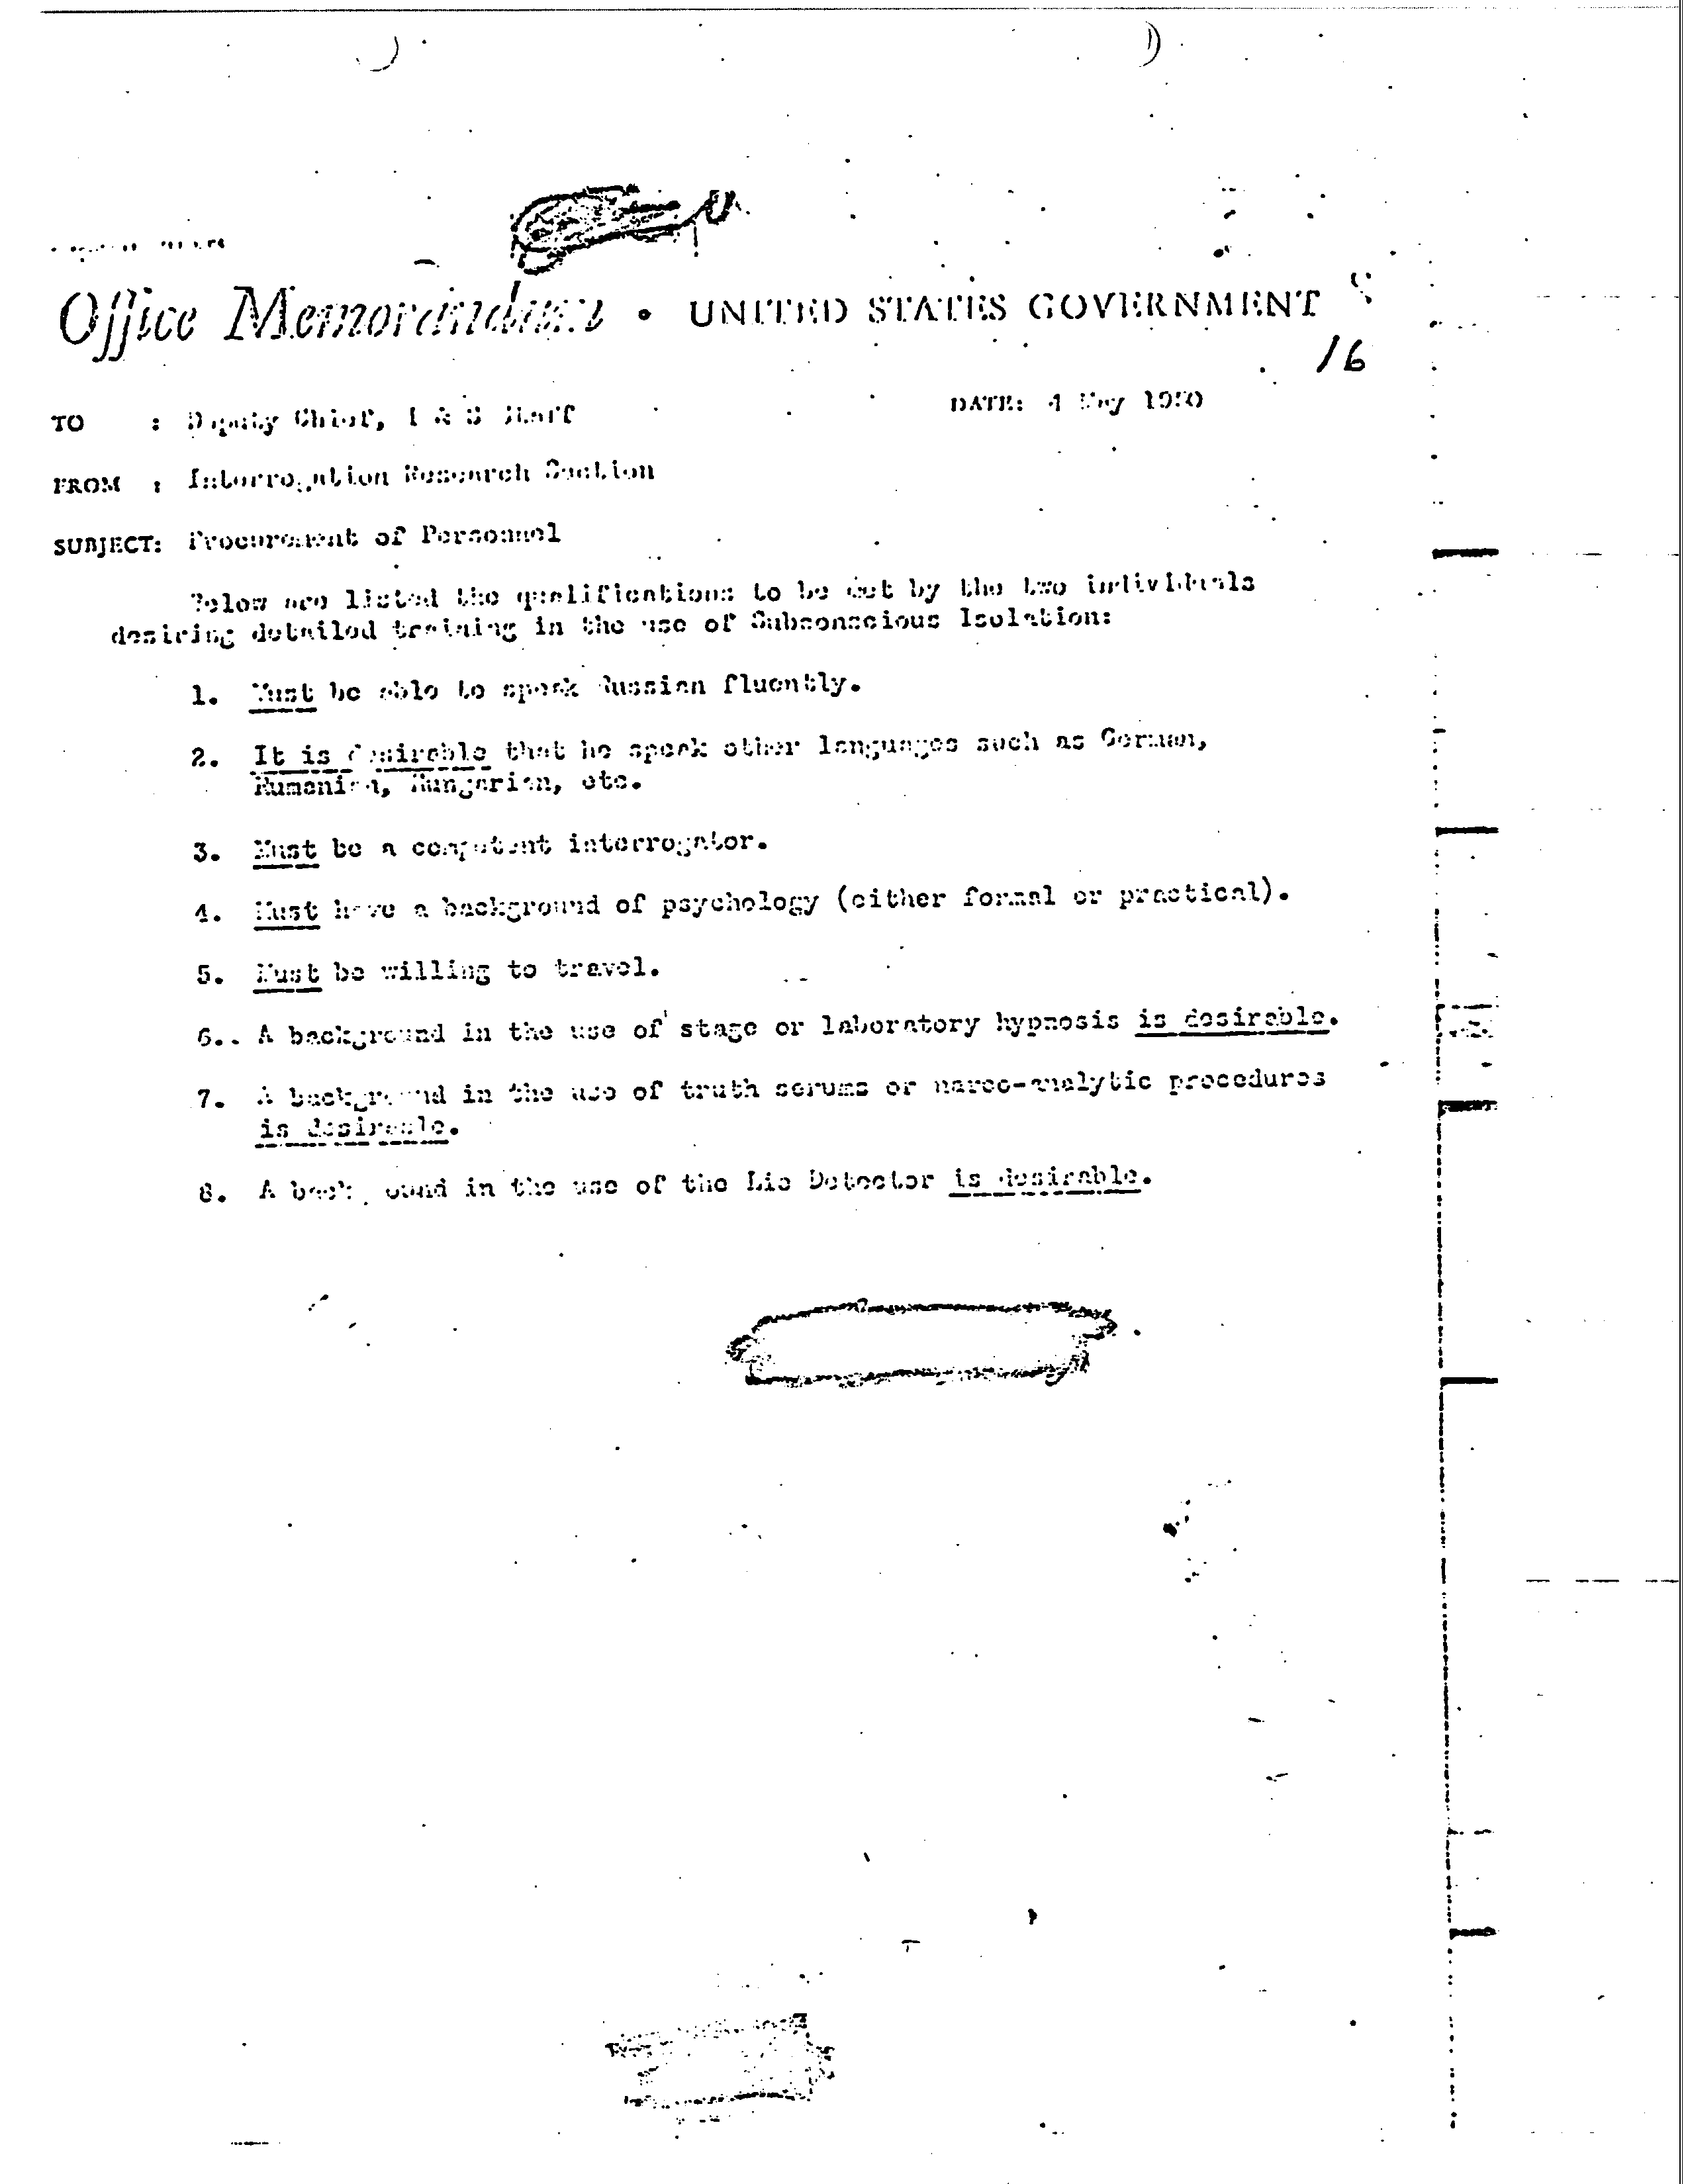 Office Memorandum • UNITED STATES GOVERNMENT
16
TO : Deputy Chief, I & S Staff DATE: 4 May 1950
FROM : Interrogation Research Section
SUBJECT: Procurement of Personnel
Below are listed the qualifications to be met by the two individuals
desiring detailed training in the use of Subconscious Isolation:
1. Must be able to speak Russian fluently.
2. It is desirable that he speak other languages such as German,
Rumanian, Hungarian, etc.
3. Must be a competent interrogator.
4. Must have a background of psychology (either formal or practical).
5. Must be willing to travel.
6. A background in the use of stage or laboratory hypnosis is desirable.
7. A background in the use of truth serums or narco-analytic procedures
is desirable.
8. A background in the use of the Lie Detector is desirable.